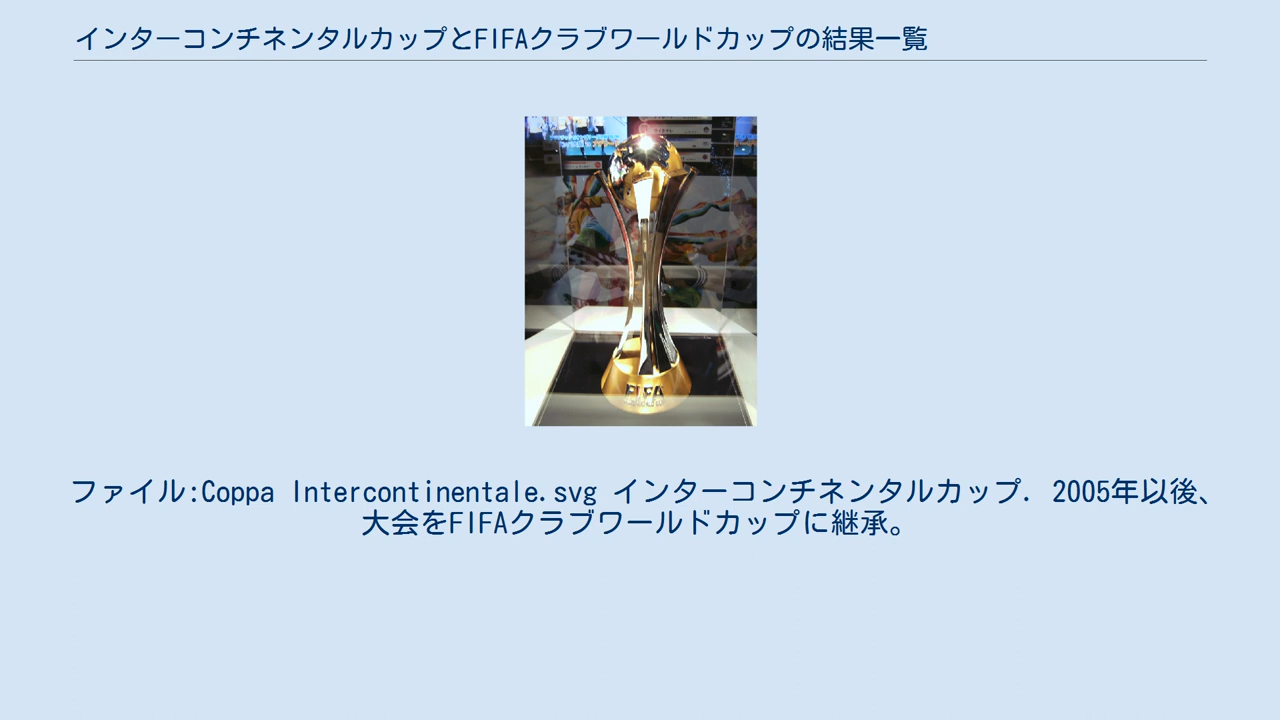 インターコンチネンタルカップとFIFAクラブワールドカップの結果一覧
FIFA
ファイル:Coppa Intercontinentale.svg インターコンチネンタルカップ. 2005年以後、
大会をFIFAクラブワールドカップに継承。